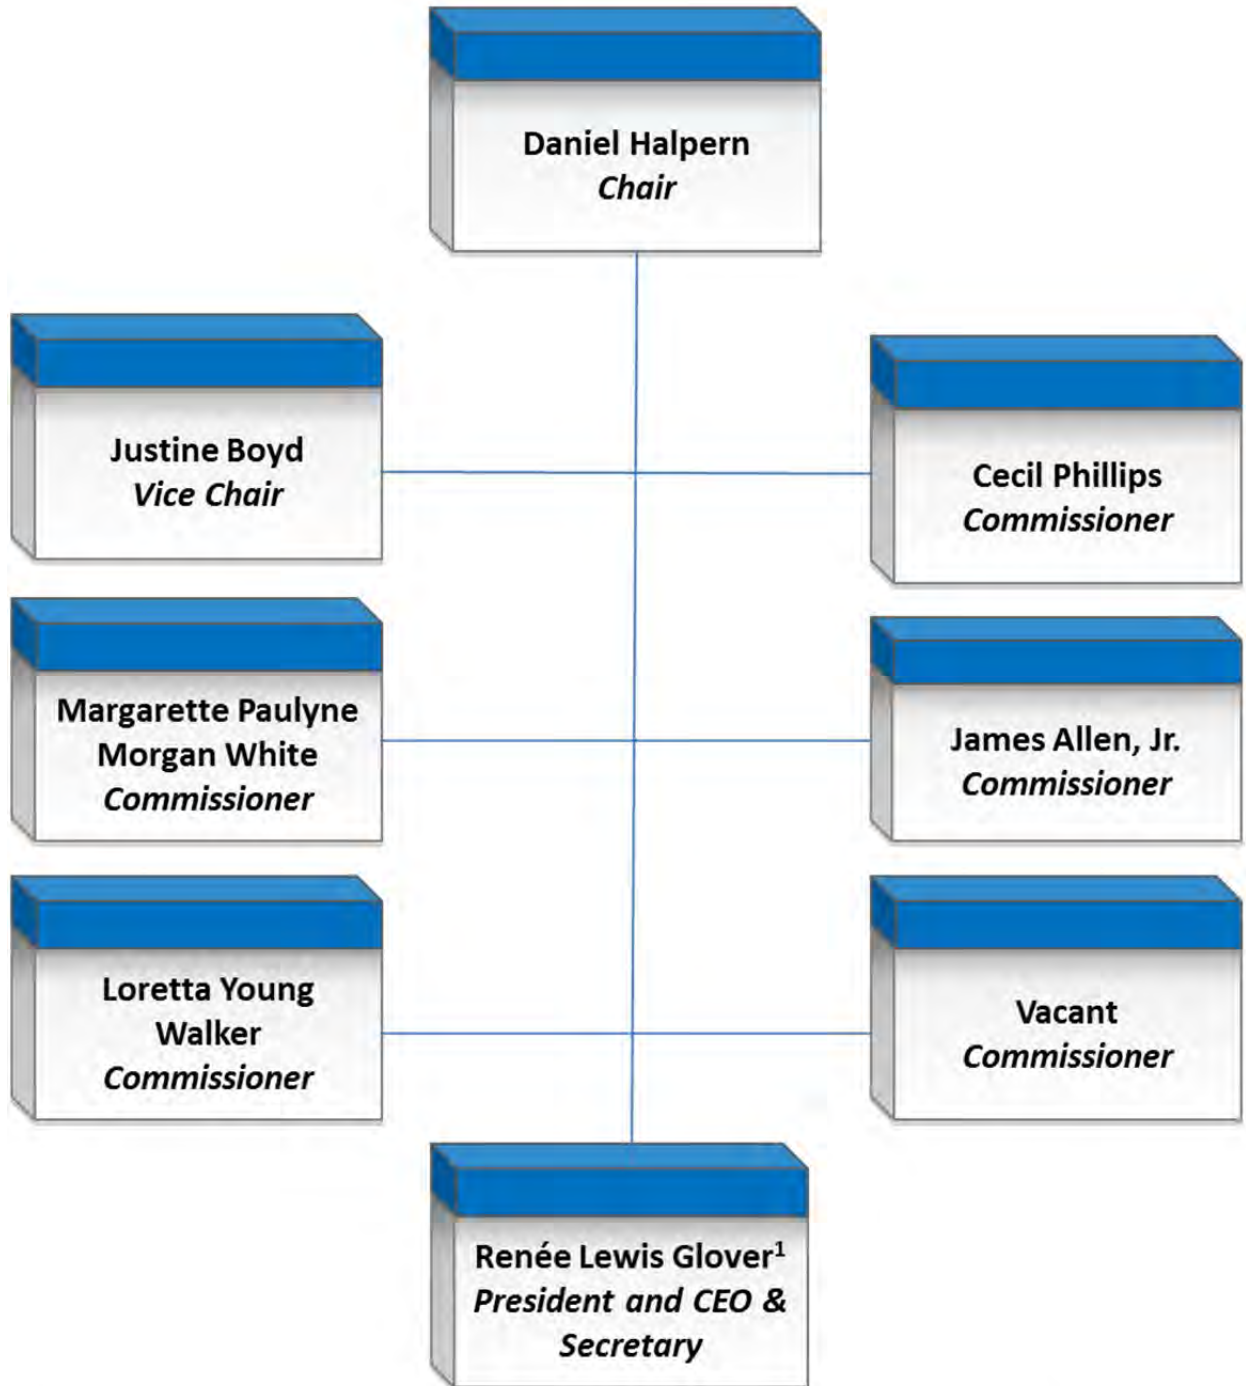 Daniel Halpern
Chair
Justine Boyd
Vice Chair
Cecil Phillips
Commissioner
Margarette Paulyne
Morgan White
Commissioner
James Allen, Jr.
Commissioner
Loretta Young
Walker
Commissioner
Vacant
Commissioner
Renée Lewis Glover¹
President and CEO &
Secretary